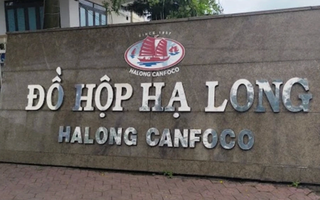 SINCE 1957
HALONG CANFOCO
ĐỒ HỘP HẠ LONG
HALONG CANFOCO